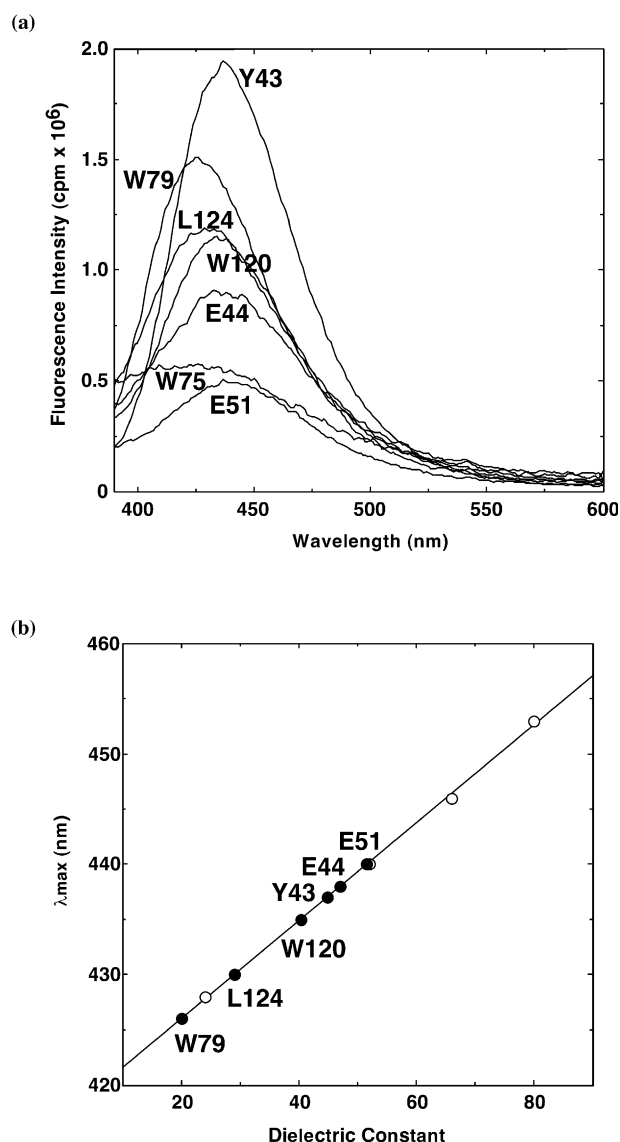 (a)
2.0
1.5
1.0
0.5
0
Fluorescence Intensity (cpm x 10⁶)
Y43
W79
L124
W120
E44
W75
E51
400 450 500 550 600
Wavelength (nm)
(b)
460
450
440
430
420
λmax (nm)
E51
E44
Y43
W120
L124
W79
20 40 60 80
Dielectric Constant